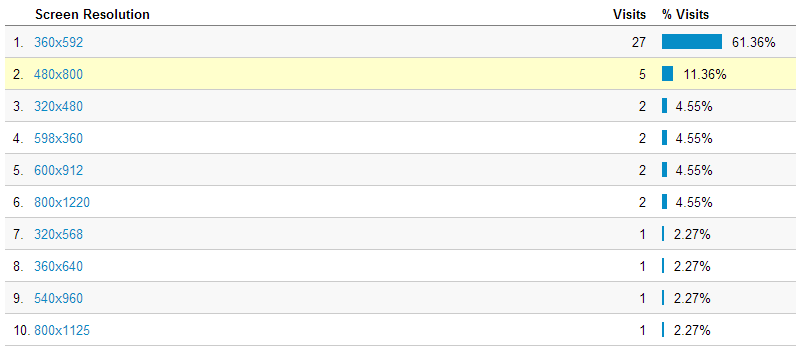 Screen Resolution Visits % Visits
1. 360x592 27 61.36%
2. 480x800 5 11.36%
3. 320x480 2 4.55%
4. 598x360 2 4.55%
5. 600x912 2 4.55%
6. 800x1220 2 4.55%
7. 320x568 1 2.27%
8. 360x640 1 2.27%
9. 540x960 1 2.27%
10. 800x1125 1 2.27%